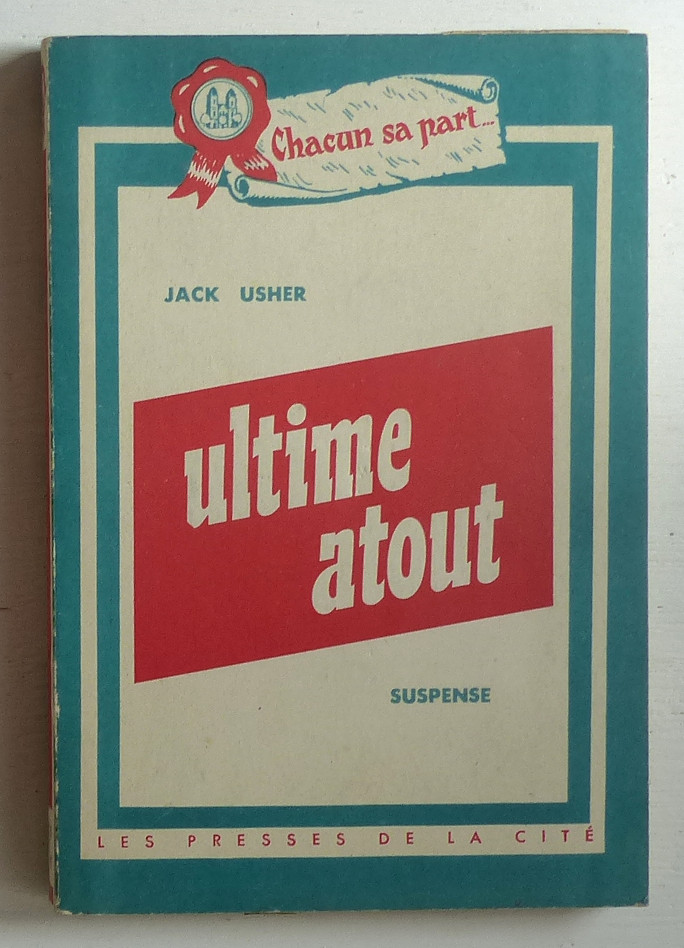 Chacun sa part...
JACK USHER
ultime
atout
SUSPENSE
LES PRESSES DE LA CITÉ